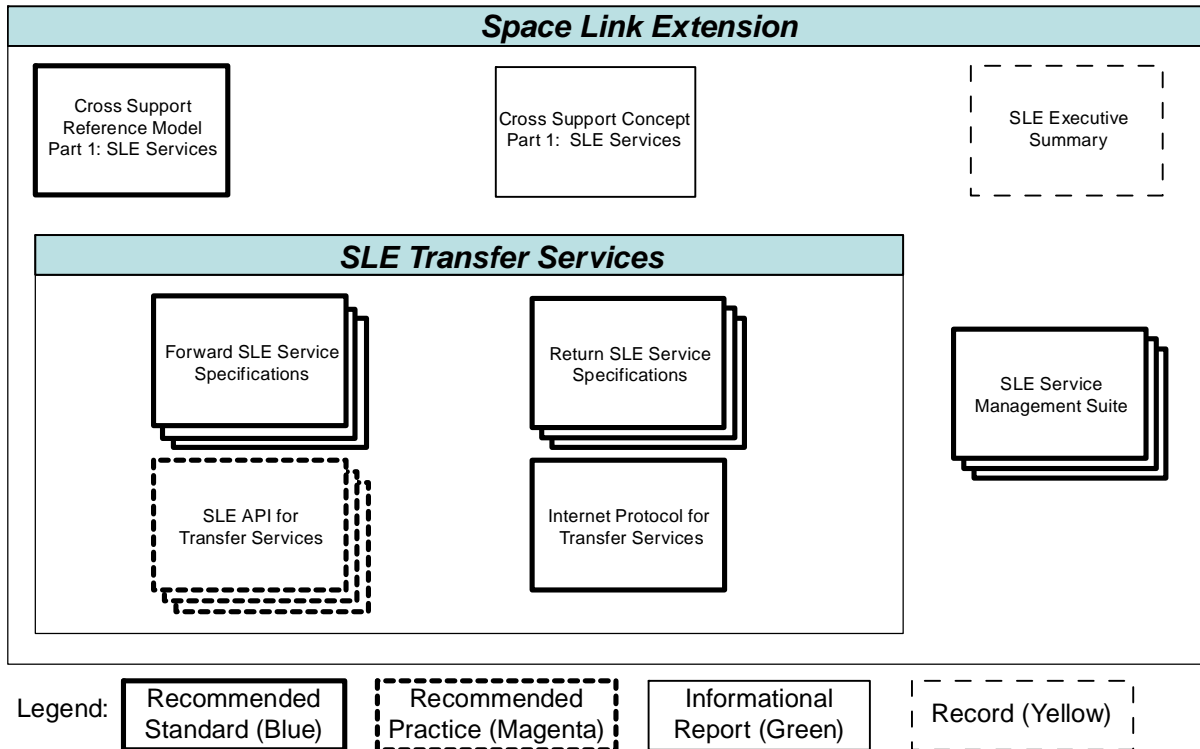 Space Link Extension
Cross Support
Reference Model
Part 1: SLE Services
Cross Support Concept
Part 1: SLE Services
SLE Executive
Summary
SLE Transfer Services
Forward SLE Service
Specifications
Return SLE Service
Specifications
SLE Service
Management Suite
SLE API for
Transfer Services
Internet Protocol for
Transfer Services
Legend:
Recommended
Standard (Blue)
Recommended
Practice (Magenta)
Informational
Report (Green)
Record (Yellow)